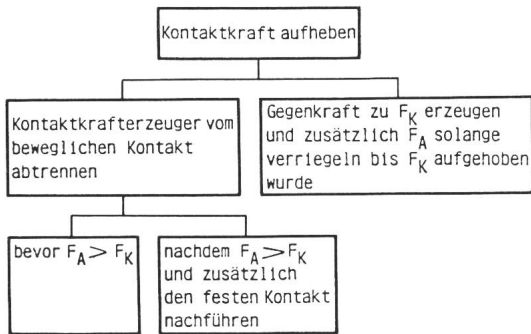 Kontaktkraft aufheben
Kontaktkrafterzeuger vom
beweglichen Kontakt
abtrennen
Gegenkraft zu F_K erzeugen
und zusätzlich F_A solange
verriegeln bis F_K aufgehoben
wurde
bevor F_A > F_K
nachdem F_A > F_K
und zusätzlich
den festen Kontakt
nachführen